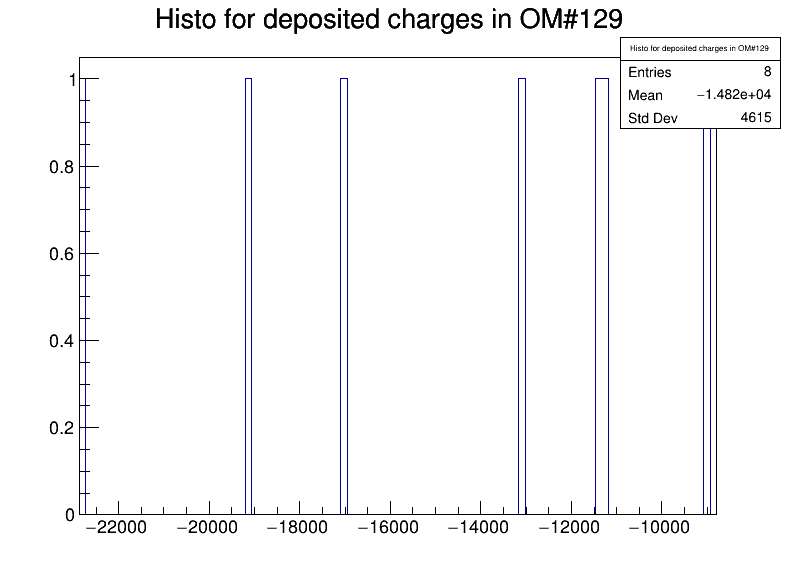 Histo for deposited charges in OM#129
Histo for deposited charges in OM#129
Entries 8
Mean −1.482e+04
Std Dev 4615
1
0.8
0.6
0.4
0.2
0
−22000 −20000 −18000 −16000 −14000 −12000 −10000